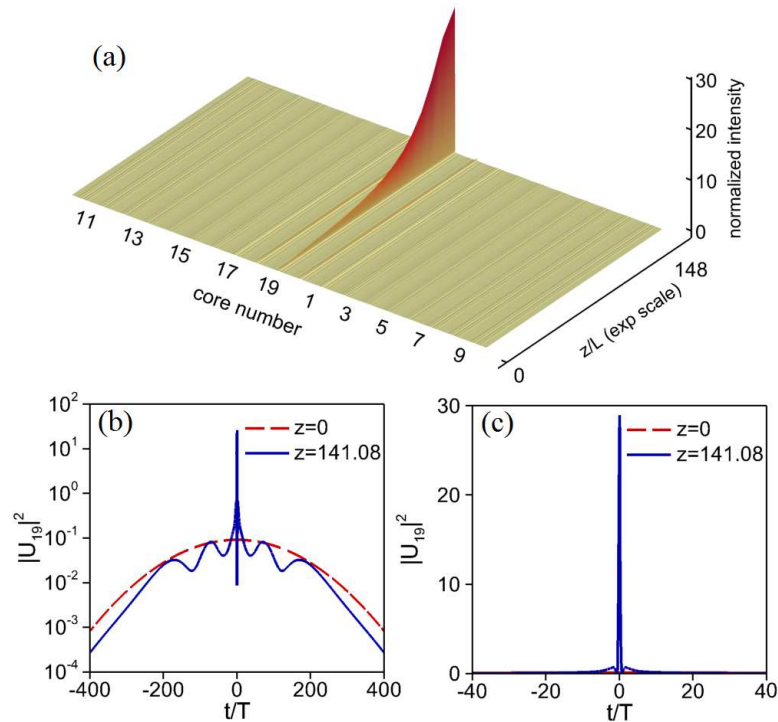 (a)
30
20
10
0
normalized intensity
148
z/L (exp scale)
0
11
13
15
17
19
1
3
5
7
9
core number
(b)
10^2
10^1
10^0
10^-1
10^-2
10^-3
10^-4
|U_19|^2
z=0
z=141.08
-400
-200
0
200
400
t/T
(c)
30
20
10
0
|U_19|^2
z=0
z=141.08
-40
-20
0
20
40
t/T